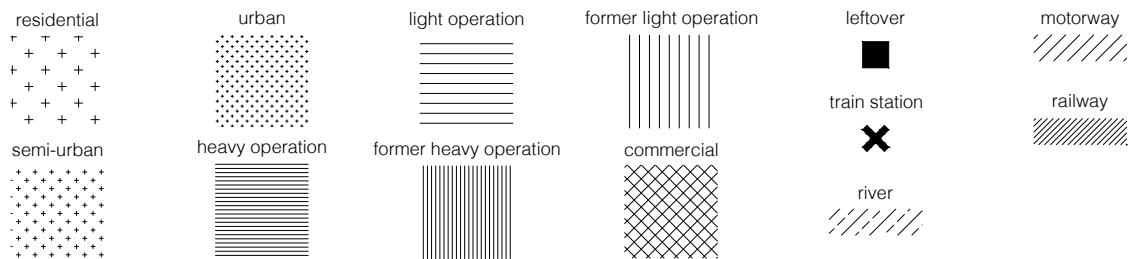 residential
urban
light operation
former light operation
leftover
motorway
train station
railway
semi-urban
heavy operation
former heavy operation
commercial
river